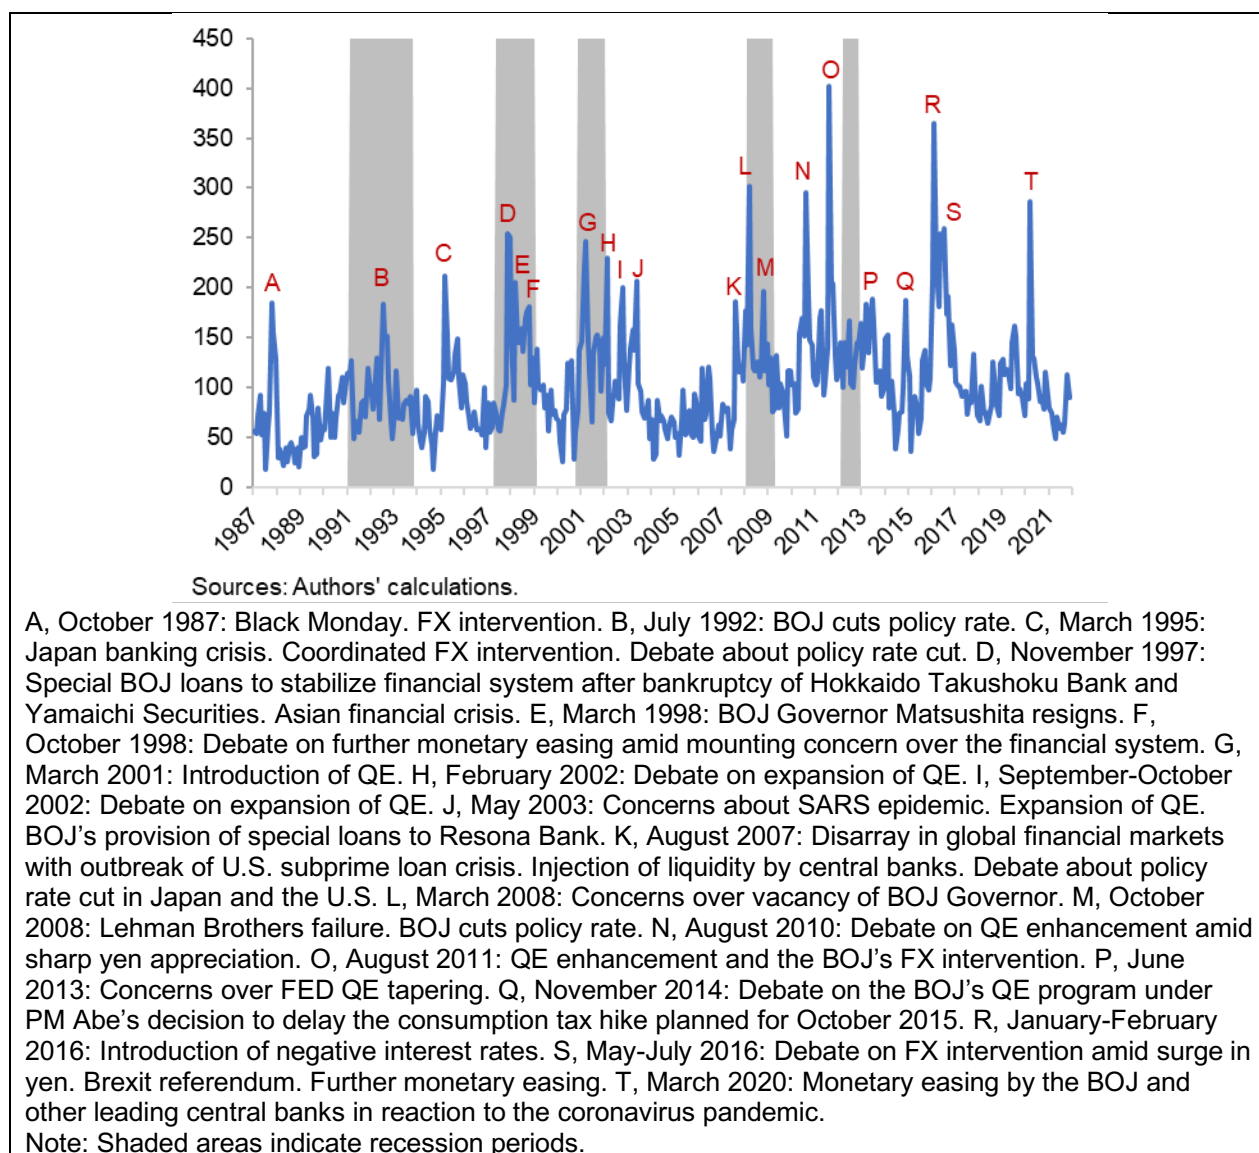 450
400
350
300
250
200
150
100
50
0
A
B
C
D
E
F
G
H
I
J
K
L
M
N
O
P
Q
R
S
T
1987
1989
1991
1993
1995
1997
1999
2001
2003
2005
2007
2009
2011
2013
2015
2017
2019
2021
Sources: Authors' calculations.
A, October 1987: Black Monday. FX intervention. B, July 1992: BOJ cuts policy rate. C, March 1995:
Japan banking crisis. Coordinated FX intervention. Debate about policy rate cut. D, November 1997:
Special BOJ loans to stabilize financial system after bankruptcy of Hokkaido Takushoku Bank and
Yamaichi Securities. Asian financial crisis. E, March 1998: BOJ Governor Matsushita resigns. F,
October 1998: Debate on further monetary easing amid mounting concern over the financial system. G,
March 2001: Introduction of QE. H, February 2002: Debate on expansion of QE. I, September-October
2002: Debate on expansion of QE. J, May 2003: Concerns about SARS epidemic. Expansion of QE.
BOJ’s provision of special loans to Resona Bank. K, August 2007: Disarray in global financial markets
with outbreak of U.S. subprime loan crisis. Injection of liquidity by central banks. Debate about policy
rate cut in Japan and the U.S. L, March 2008: Concerns over vacancy of BOJ Governor. M, October
2008: Lehman Brothers failure. BOJ cuts policy rate. N, August 2010: Debate on QE enhancement amid
sharp yen appreciation. O, August 2011: QE enhancement and the BOJ’s FX intervention. P, June
2013: Concerns over FED QE tapering. Q, November 2014: Debate on the BOJ’s QE program under
PM Abe’s decision to delay the consumption tax hike planned for October 2015. R, January-February
2016: Introduction of negative interest rates. S, May-July 2016: Debate on FX intervention amid surge in
yen. Brexit referendum. Further monetary easing. T, March 2020: Monetary easing by the BOJ and
other leading central banks in reaction to the coronavirus pandemic.
Note: Shaded areas indicate recession periods.